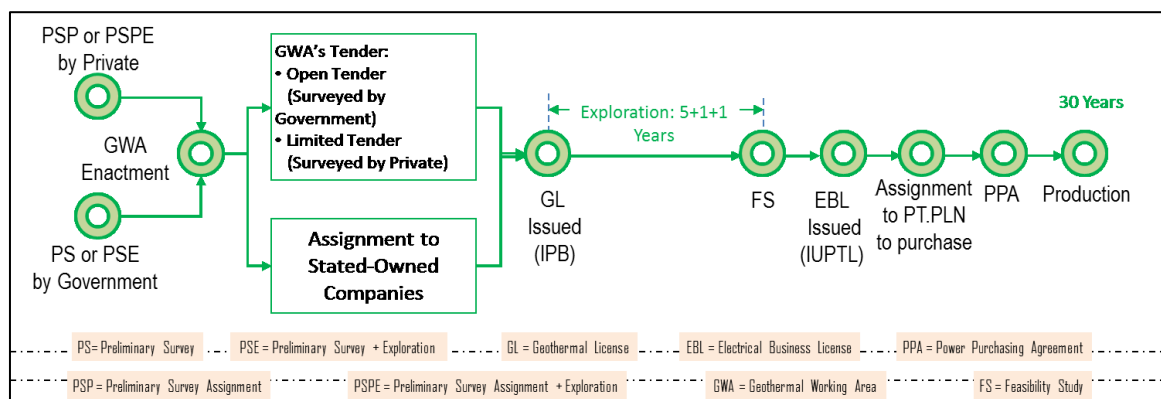 PSP or PSPE
by Private
GWA
Enactment
PS or PSE
by Government
GWA's Tender:
• Open Tender
(Surveyed by
Government)
• Limited Tender
(Surveyed by Private)
Assignment to
Stated-Owned
Companies
GL
Issued
(IPB)
Exploration: 5+1+1
Years
FS
EBL
Issued
(IUPTL)
Assignment
to PT.PLN
to purchase
PPA
30 Years
Production
PS= Preliminary Survey
PSE = Preliminary Survey + Exploration
GL = Geothermal License
EBL = Electrical Business License
PPA = Power Purchasing Agreement
PSP = Preliminary Survey Assignment
PSPE = Preliminary Survey Assignment + Exploration
GWA = Geothermal Working Area
FS = Feasibility Study